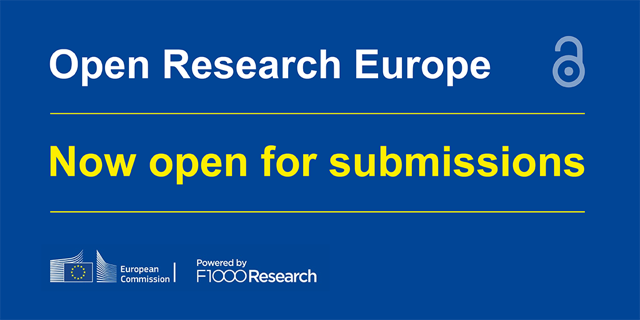 Open Research Europe
Now open for submissions
European
Commission
Powered by
F1000Research